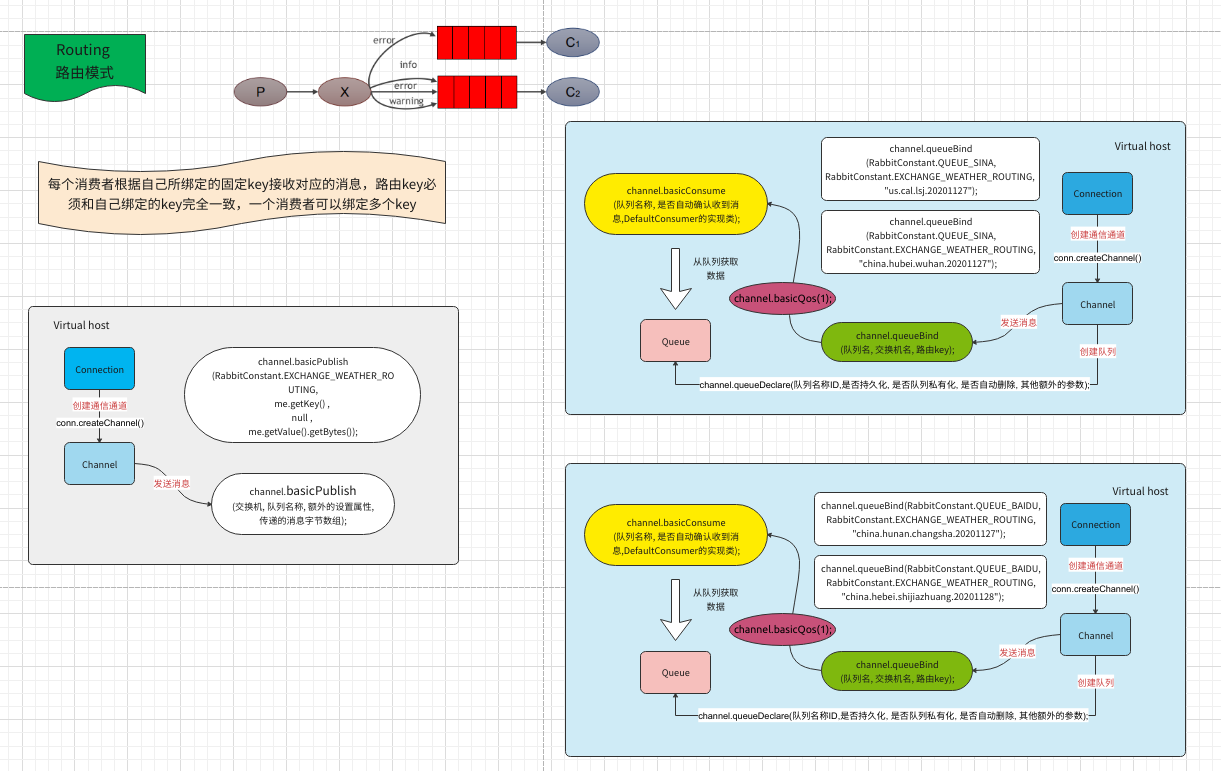 Routing
路由模式
P
X
error
info
error
warning
C1
C2
每个消费者根据自己所绑定的固定key接收对应的消息，路由key必
须和自己绑定的key完全一致，一个消费者可以绑定多个key
Virtual host
Connection
创建通信通道
conn.createChannel()
Channel
发送消息
channel.basicPublish
(RabbitConstant.EXCHANGE_WEATHER_RO
UTING,
me.getKey() ,
null ,
me.getValue().getBytes());
channel.basicPublish
(交换机, 队列名称, 额外的设置属性,
传递的消息字节数组);
Virtual host
channel.basicConsume
(队列名称, 是否自动确认收到消
息,DefaultConsumer的实现类);
从队列获取
数据
Queue
channel.basicQos(1);
channel.queueBind
(RabbitConstant.QUEUE_SINA,
RabbitConstant.EXCHANGE_WEATHER_ROUTING,
"us.cal.lsj.20201127");
channel.queueBind
(RabbitConstant.QUEUE_SINA,
RabbitConstant.EXCHANGE_WEATHER_ROUTING,
"china.hubei.wuhan.20201127");
channel.queueBind
(队列名, 交换机名, 路由key);
Connection
创建通信通道
conn.createChannel()
Channel
发送消息
创建队列
channel.queueDeclare(队列名称ID,是否持久化, 是否队列私有化, 是否自动删除, 其他额外的参数);
Virtual host
channel.basicConsume
(队列名称, 是否自动确认收到消
息,DefaultConsumer的实现类);
从队列获取
数据
Queue
channel.basicQos(1);
channel.queueBind(RabbitConstant.QUEUE_BAIDU,
RabbitConstant.EXCHANGE_WEATHER_ROUTING,
"china.hunan.changsha.20201127");
channel.queueBind(RabbitConstant.QUEUE_BAIDU,
RabbitConstant.EXCHANGE_WEATHER_ROUTING,
"china.hebei.shijiazhuang.20201128");
channel.queueBind
(队列名, 交换机名, 路由key);
Connection
创建通信通道
conn.createChannel()
Channel
发送消息
创建队列
channel.queueDeclare(队列名称ID,是否持久化, 是否队列私有化, 是否自动删除, 其他额外的参数);